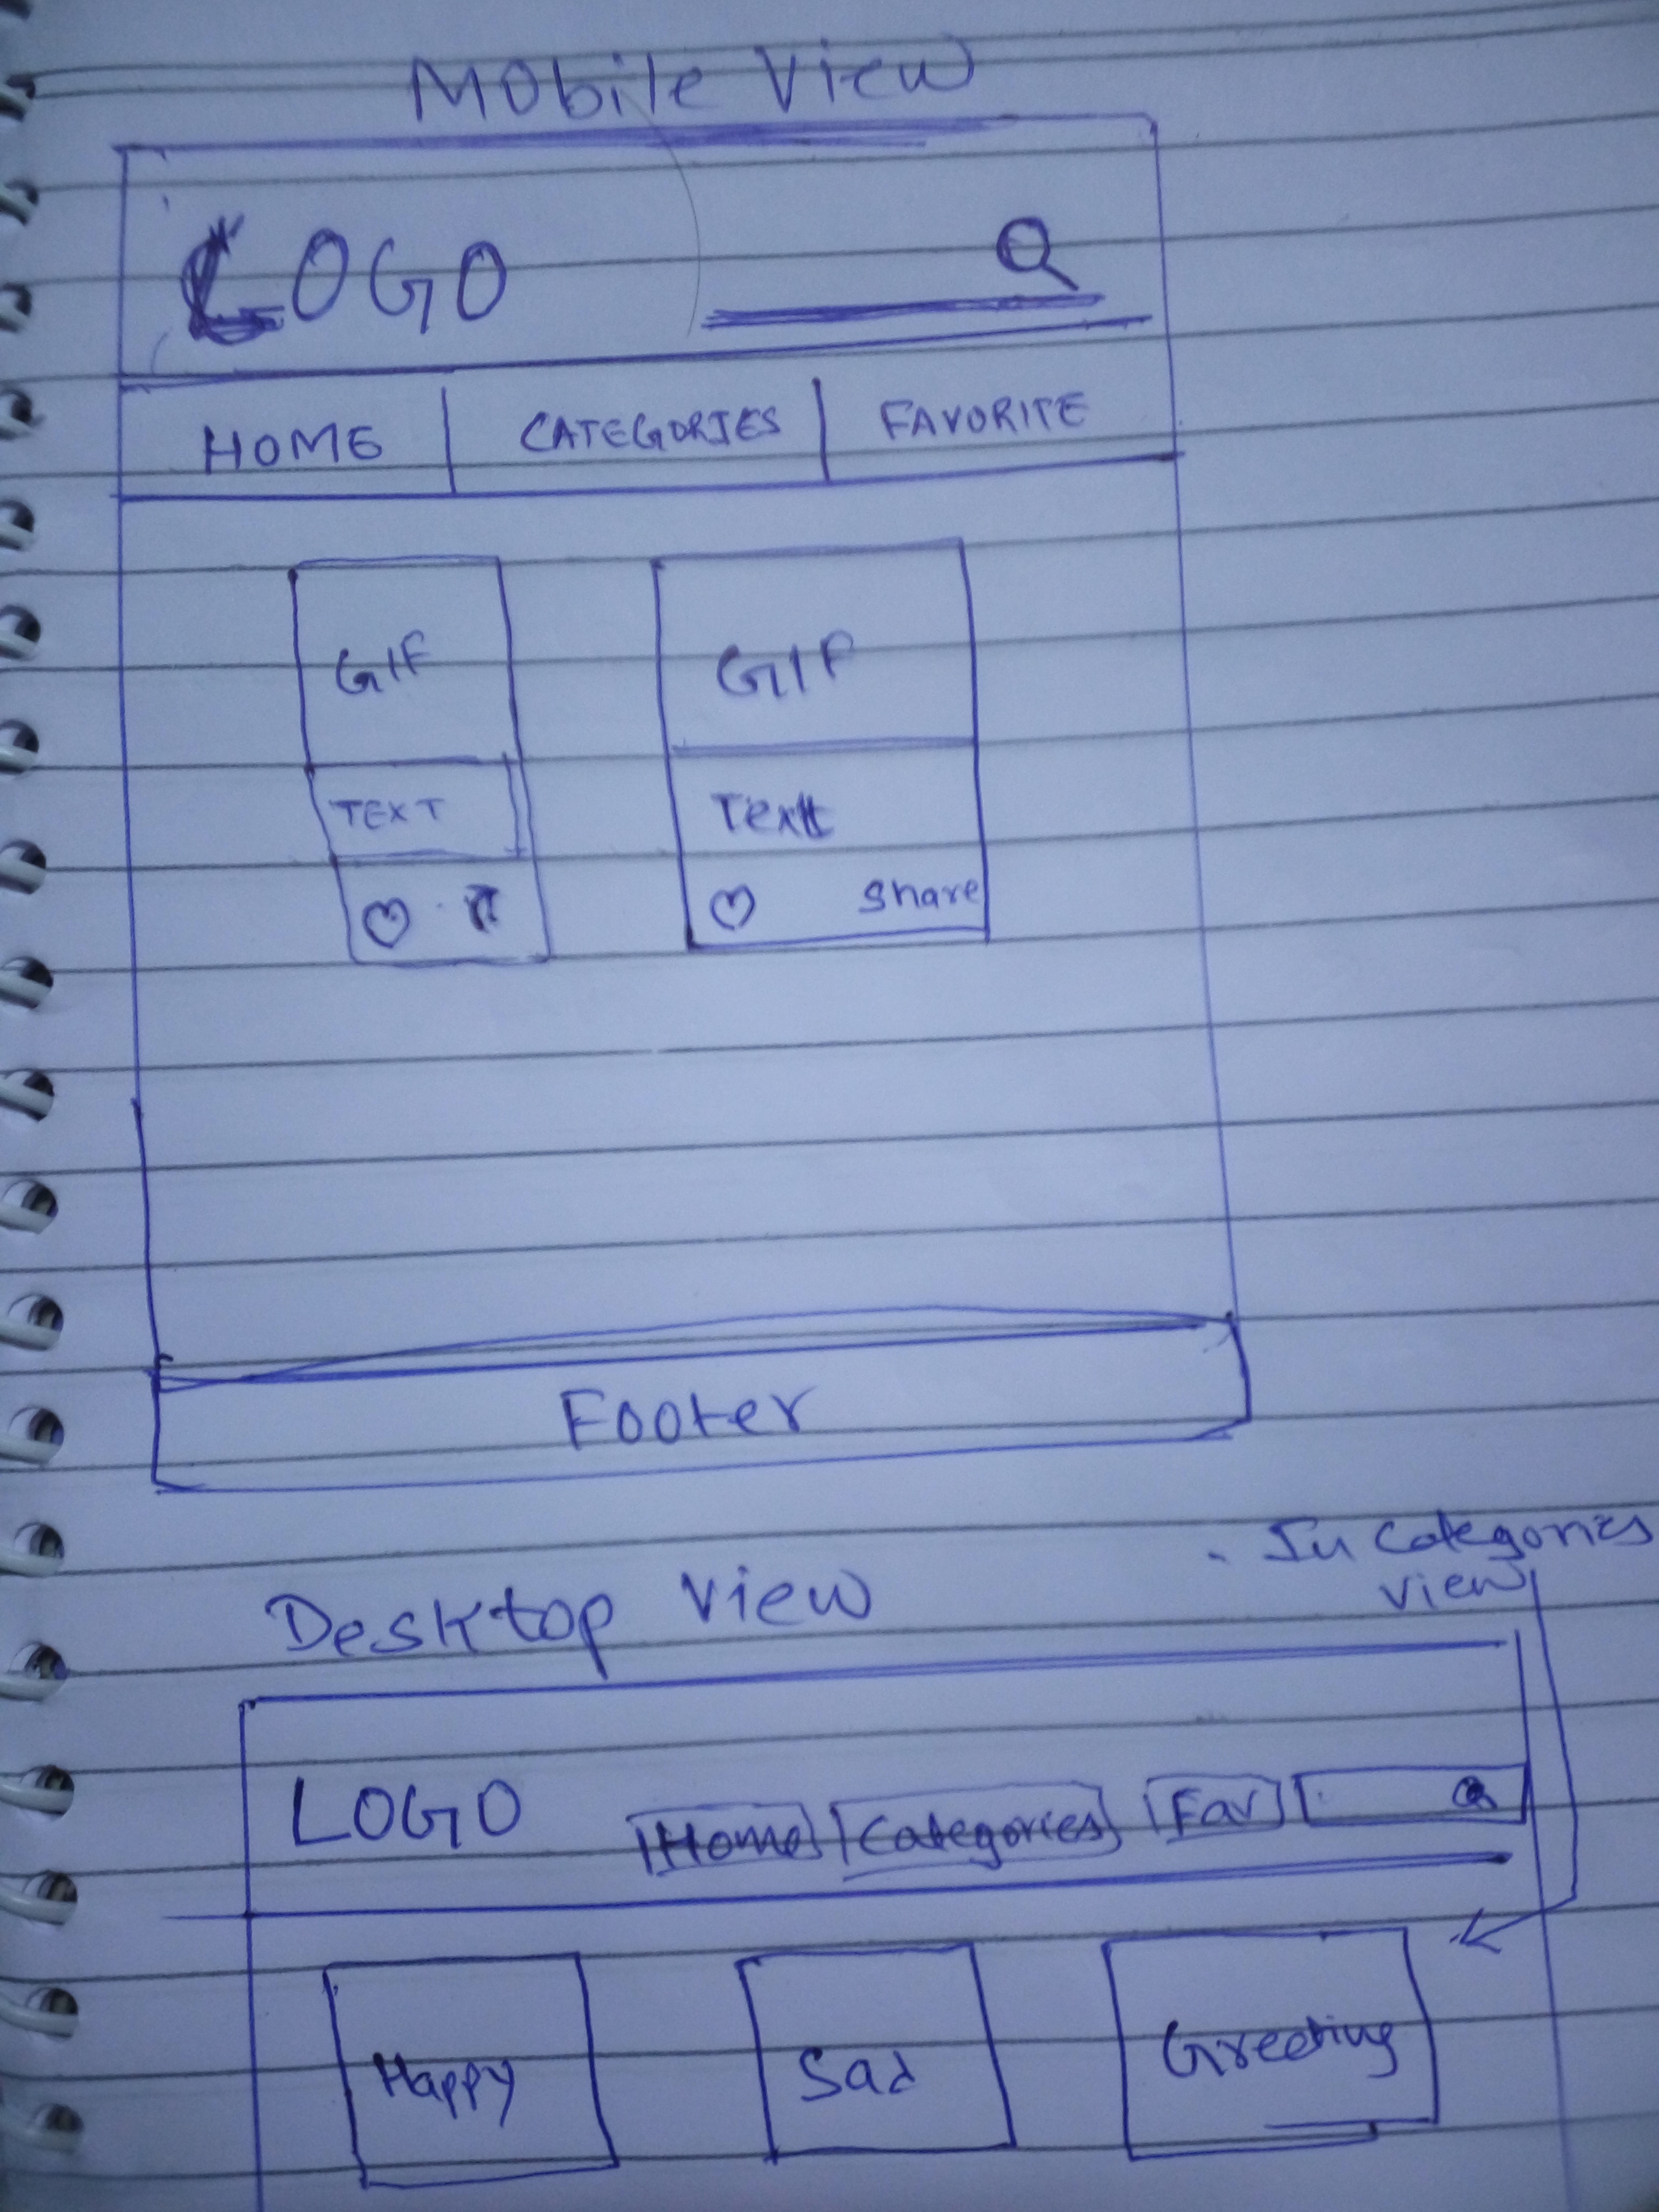 Mobile View
LOGO
HOME CATEGORIES FAVORITE
GIF GIF
TEXT Text
Share
Footer
. In Categories
view
Desktop View
LOGO Home Categories Fav
Happy Sad Greeting